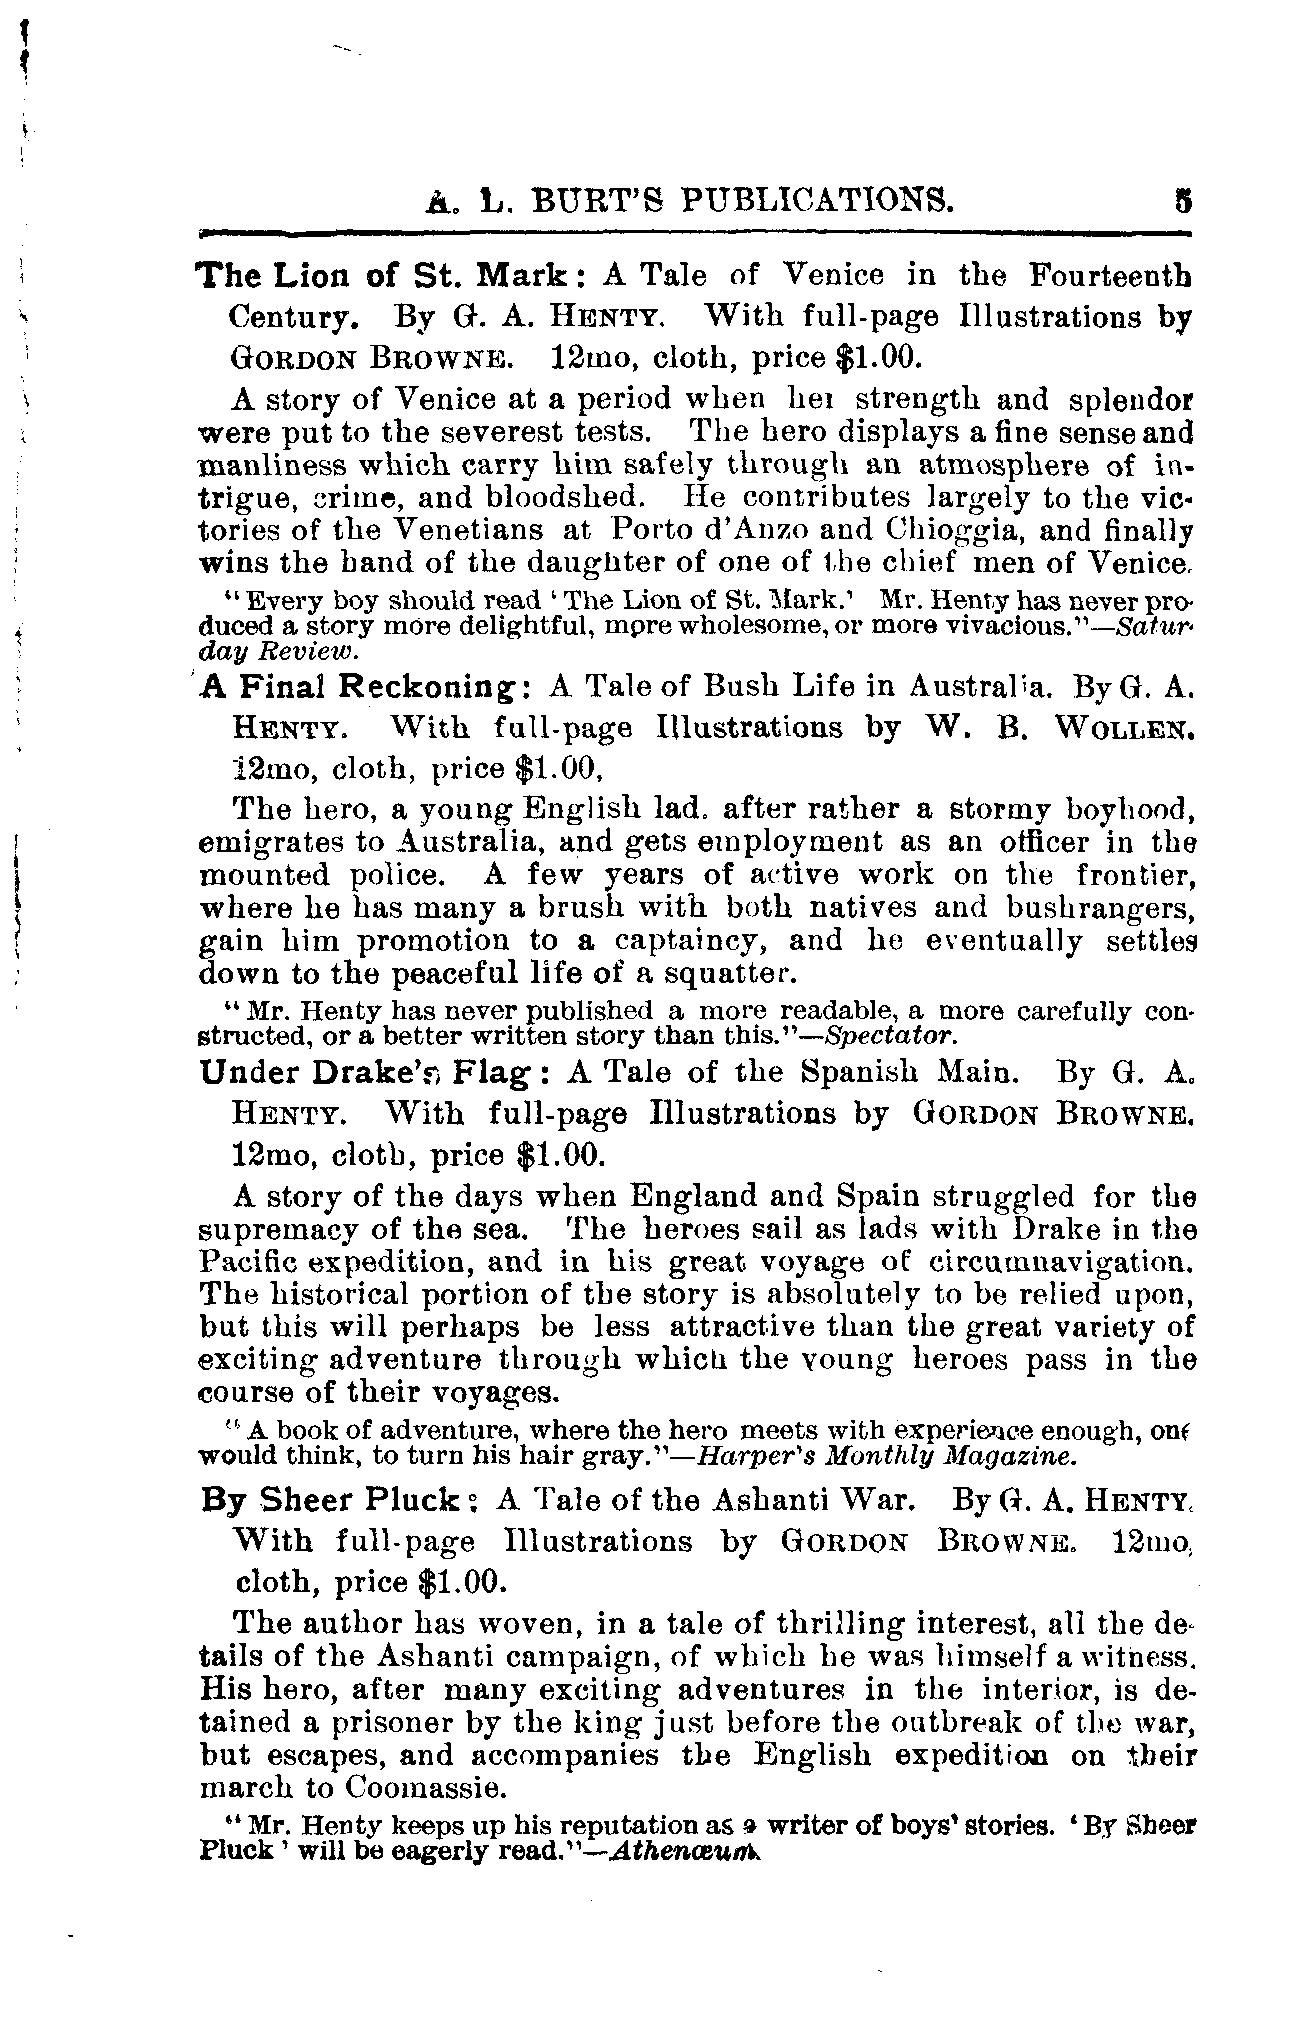 A. L. BURT'S PUBLICATIONS. 5
The Lion of St. Mark: A Tale of Venice in the Fourteenth
Century. By G. A. HENTY. With full-page Illustrations by
GORDON BROWNE. 12mo, cloth, price $1.00.
A story of Venice at a period when her strength and splendor
were put to the severest tests. The hero displays a fine sense and
manliness which carry him safely through an atmosphere of in-
trigue, crime, and bloodshed. He contributes largely to the vic-
tories of the Venetians at Porto d'Anzo and Chioggia, and finally
wins the hand of the daughter of one of the chief men of Venice.
"Every boy should read 'The Lion of St. Mark.' Mr. Henty has never pro-
duced a story more delightful, more wholesome, or more vivacious."—Satur-
day Review.
A Final Reckoning: A Tale of Bush Life in Australia. By G. A.
HENTY. With full-page Illustrations by W. B. WOLLEN.
12mo, cloth, price $1.00,
The hero, a young English lad. after rather a stormy boyhood,
emigrates to Australia, and gets employment as an officer in the
mounted police. A few years of active work on the frontier,
where he has many a brush with both natives and bushrangers,
gain him promotion to a captaincy, and he eventually settles
down to the peaceful life of a squatter.
"Mr. Henty has never published a more readable, a more carefully con-
structed, or a better written story than this."—Spectator.
Under Drake's Flag: A Tale of the Spanish Main. By G. A.
HENTY. With full-page Illustrations by GORDON BROWNE.
12mo, cloth, price $1.00.
A story of the days when England and Spain struggled for the
supremacy of the sea. The heroes sail as lads with Drake in the
Pacific expedition, and in his great voyage of circumnavigation.
The historical portion of the story is absolutely to be relied upon,
but this will perhaps be less attractive than the great variety of
exciting adventure through which the young heroes pass in the
course of their voyages.
"A book of adventure, where the hero meets with experience enough, one
would think, to turn his hair gray."—Harper's Monthly Magazine.
By Sheer Pluck: A Tale of the Ashanti War. By G. A. HENTY.
With full-page Illustrations by GORDON BROWNE. 12mo,
cloth, price $1.00.
The author has woven, in a tale of thrilling interest, all the de-
tails of the Ashanti campaign, of which he was himself a witness.
His hero, after many exciting adventures in the interior, is de-
tained a prisoner by the king just before the outbreak of the war,
but escapes, and accompanies the English expedition on their
march to Coomassie.
"Mr. Henty keeps up his reputation as a writer of boys' stories. 'By Sheer
Pluck' will be eagerly read."—Athenæum.